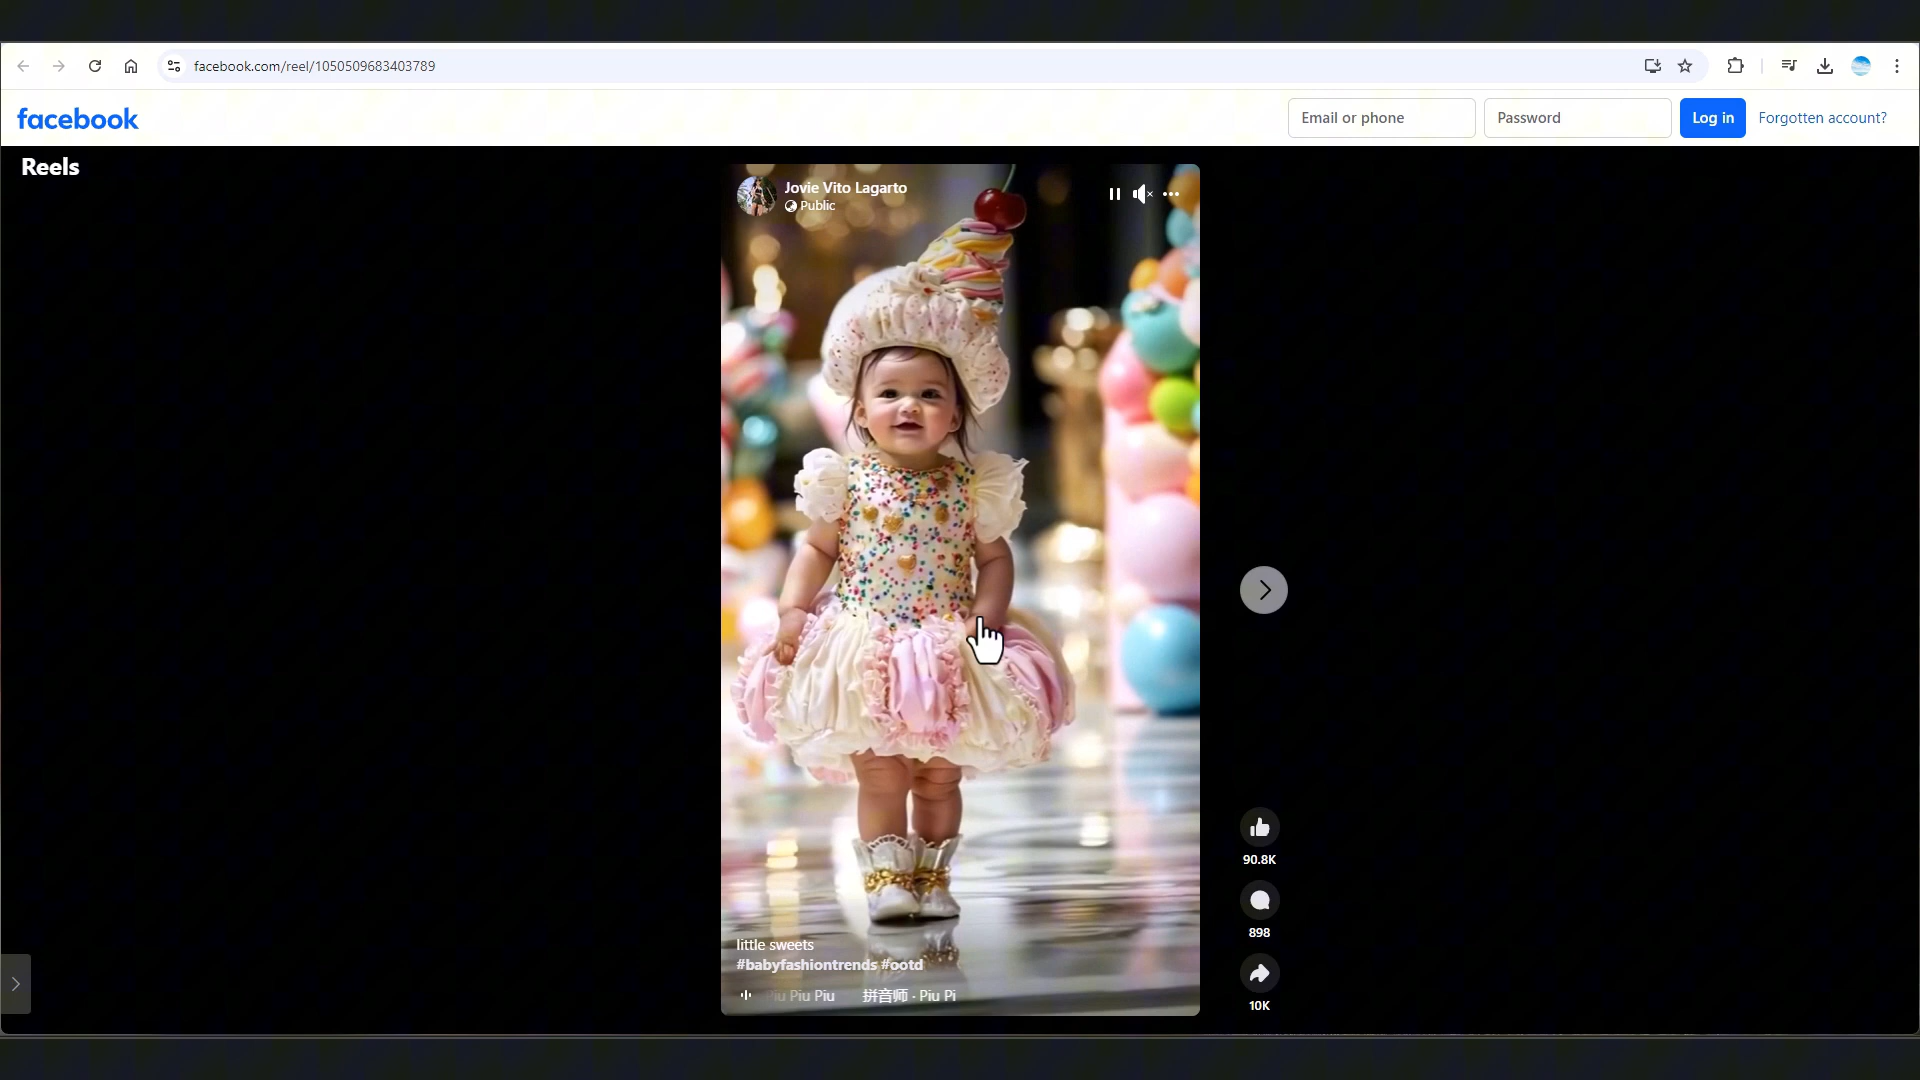 facebook.com/reel/1050509683403789
facebook
Email or phone
Password
Log in
Forgotten account?
Reels
Jovie Vito Lagarto
Public
90.8K
898
10K
little sweets
#babyfashiontrends #ootd
Piu Piu Piu 拼音师 · Piu Pi